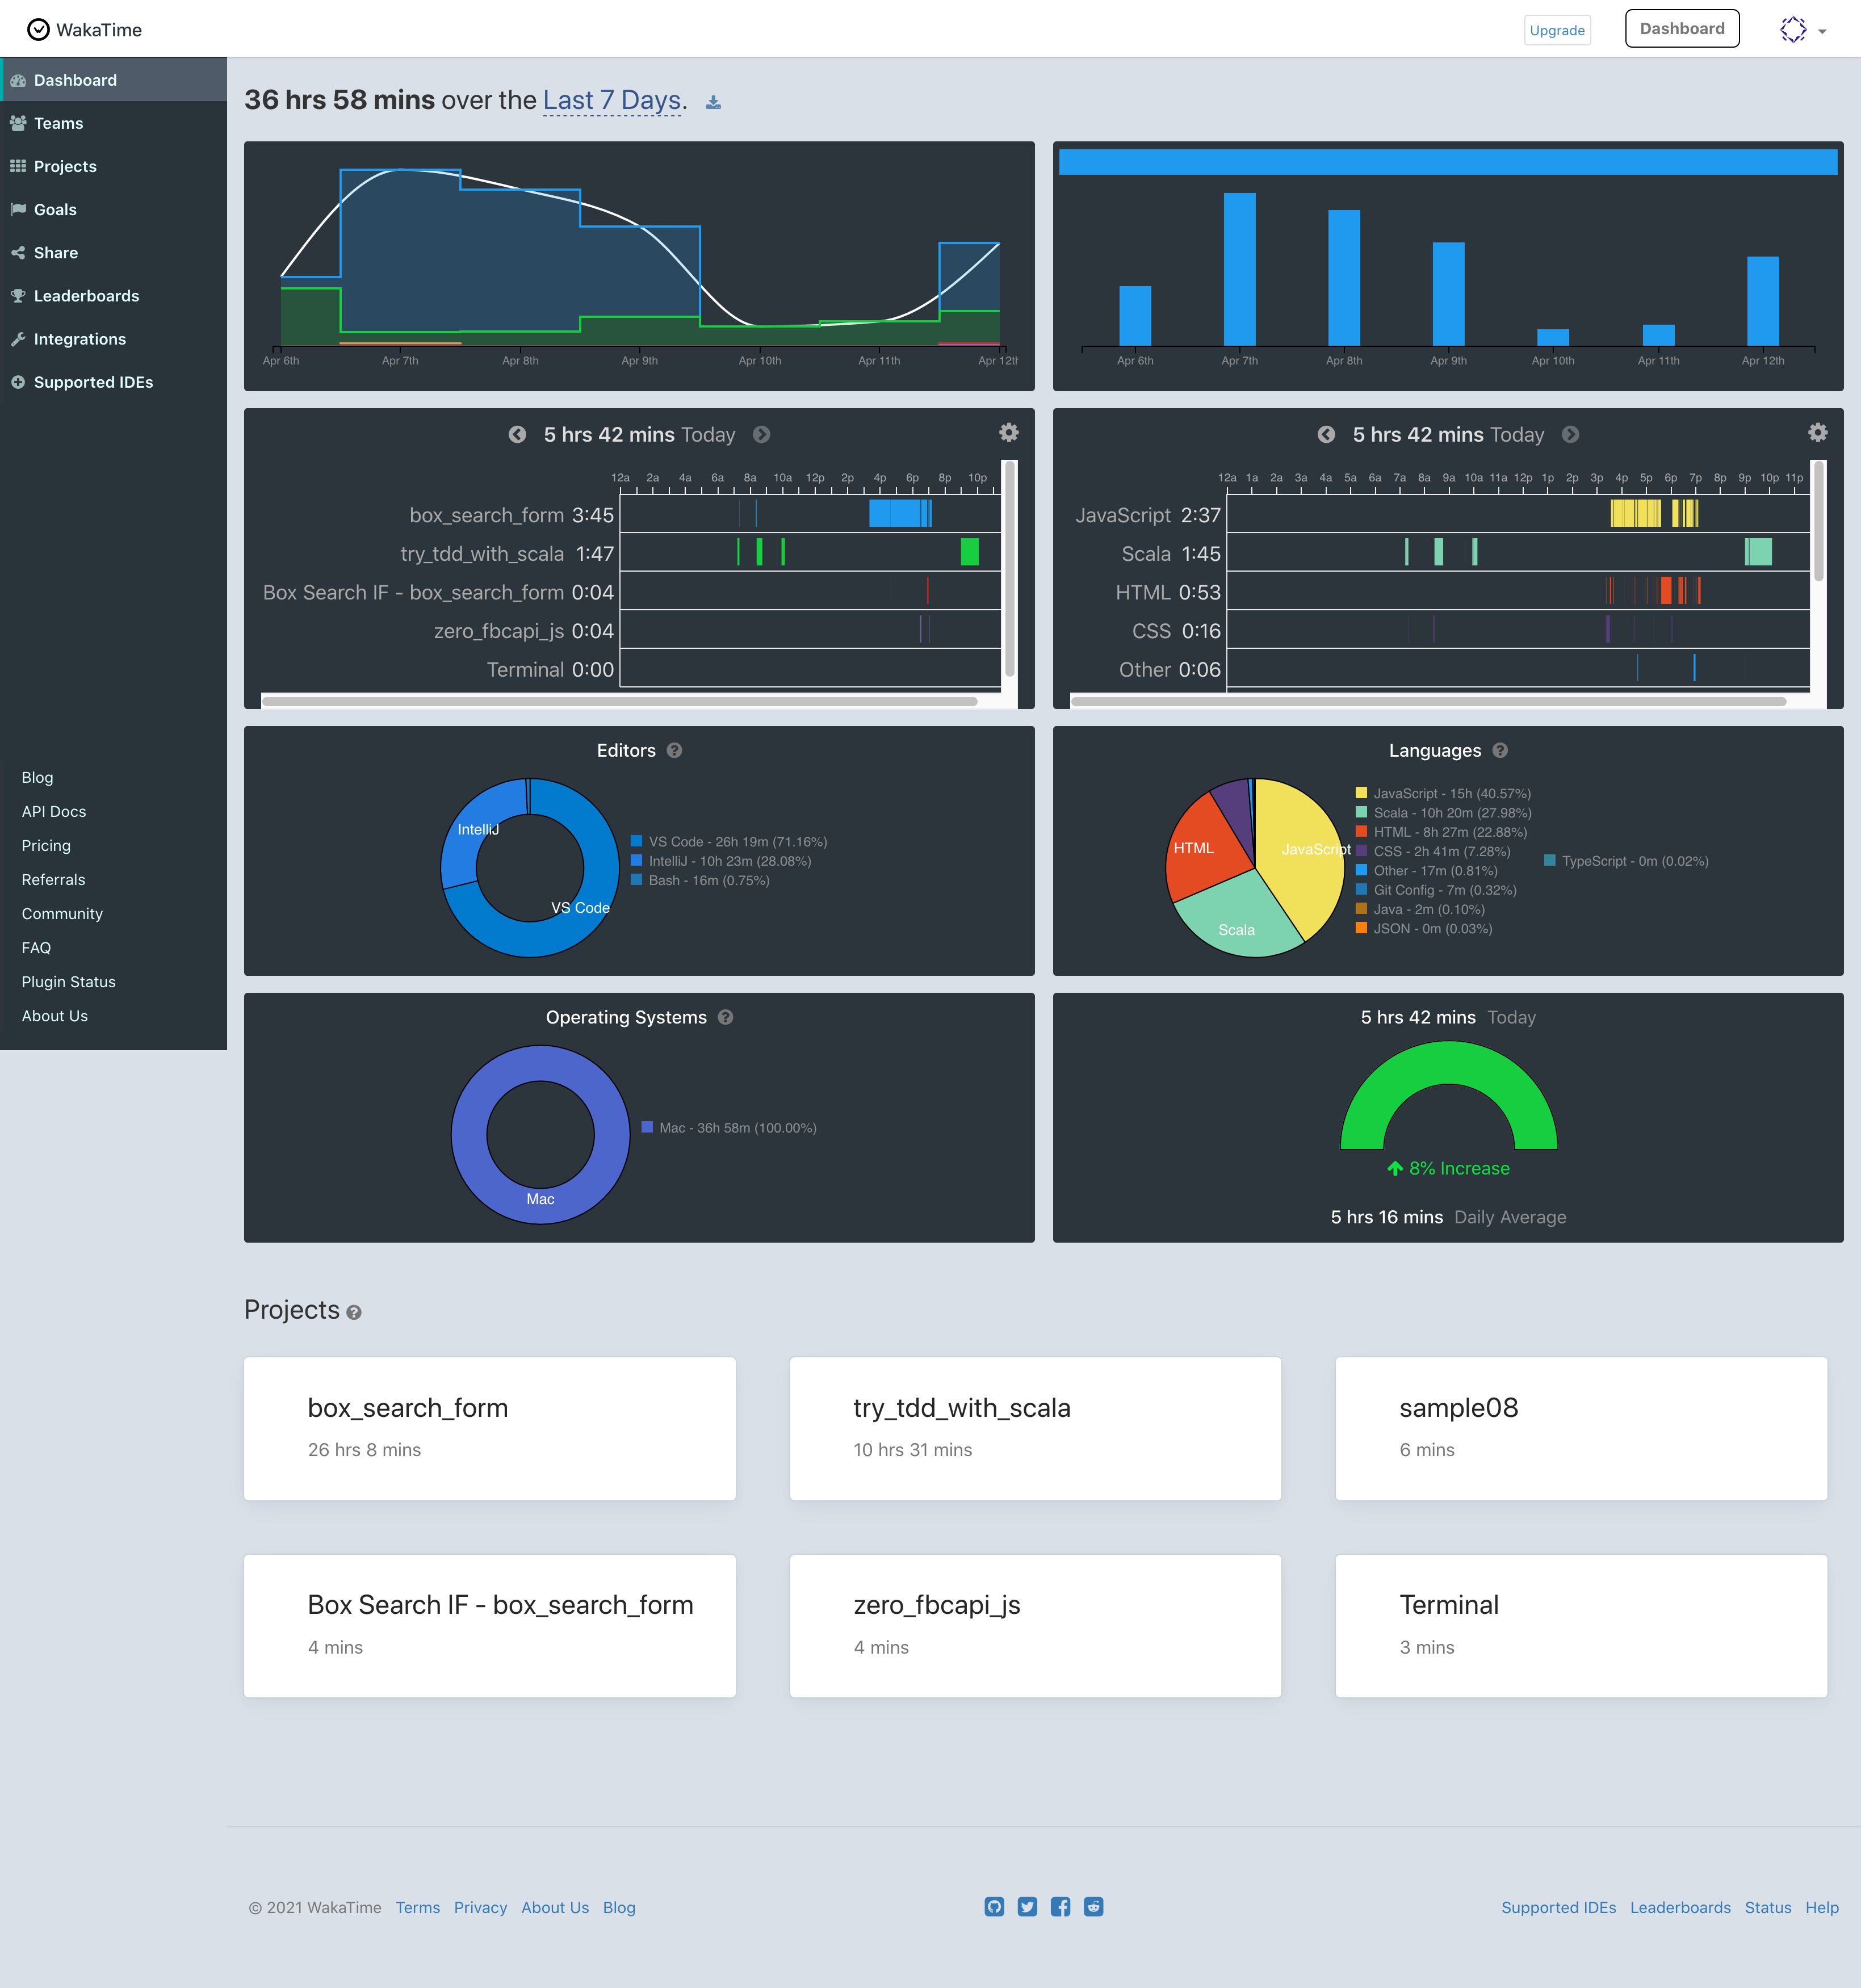 WakaTime
Upgrade
Dashboard
Dashboard
Teams
Projects
Goals
Share
Leaderboards
Integrations
Supported IDEs
Blog
API Docs
Pricing
Referrals
Community
FAQ
Plugin Status
About Us
36 hrs 58 mins over the Last 7 Days.
Apr 6th Apr 7th Apr 8th Apr 9th Apr 10th Apr 11th Apr 12t
Apr 6th Apr 7th Apr 8th Apr 9th Apr 10th Apr 11th Apr 12th
5 hrs 42 mins Today
12a 2a 4a 6a 8a 10a 12p 2p 4p 6p 8p 10p
box_search_form 3:45
try_tdd_with_scala 1:47
Box Search IF - box_search_form 0:04
zero_fbcapi_js 0:04
Terminal 0:00
5 hrs 42 mins Today
12a 1a 2a 3a 4a 5a 6a 7a 8a 9a 10a 11a 12p 1p 2p 3p 4p 5p 6p 7p 8p 9p 10p 11p
JavaScript 2:37
Scala 1:45
HTML 0:53
CSS 0:16
Other 0:06
Editors ?
IntelliJ
VS Code
VS Code - 26h 19m (71.16%)
IntelliJ - 10h 23m (28.08%)
Bash - 16m (0.75%)
Languages ?
HTML
JavaScript
Scala
JavaScript - 15h (40.57%)
Scala - 10h 20m (27.98%)
HTML - 8h 27m (22.88%)
CSS - 2h 41m (7.28%)
Other - 17m (0.81%)
Git Config - 7m (0.32%)
Java - 2m (0.10%)
JSON - 0m (0.03%)
TypeScript - 0m (0.02%)
Operating Systems ?
Mac
Mac - 36h 58m (100.00%)
5 hrs 42 mins Today
8% Increase
5 hrs 16 mins Daily Average
Projects ?
box_search_form
26 hrs 8 mins
try_tdd_with_scala
10 hrs 31 mins
sample08
6 mins
Box Search IF - box_search_form
4 mins
zero_fbcapi_js
4 mins
Terminal
3 mins
© 2021 WakaTime Terms Privacy About Us Blog
Supported IDEs Leaderboards Status Help